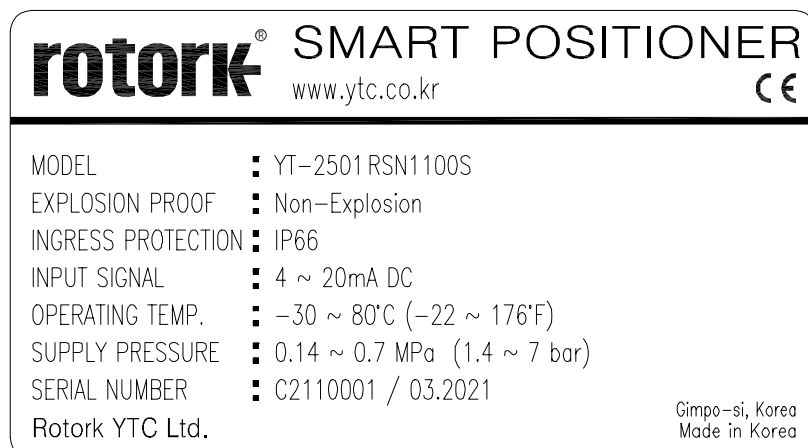 rotork® SMART POSITIONER
www.ytc.co.kr CE
MODEL : YT-2501RSN1100S
EXPLOSION PROOF : Non-Explosion
INGRESS PROTECTION : IP66
INPUT SIGNAL : 4 ~ 20mA DC
OPERATING TEMP. : -30 ~ 80°C (-22 ~ 176°F)
SUPPLY PRESSURE : 0.14 ~ 0.7 MPa (1.4 ~ 7 bar)
SERIAL NUMBER : C2110001 / 03.2021
Rotork YTC Ltd.
Gimpo-si, Korea
Made in Korea